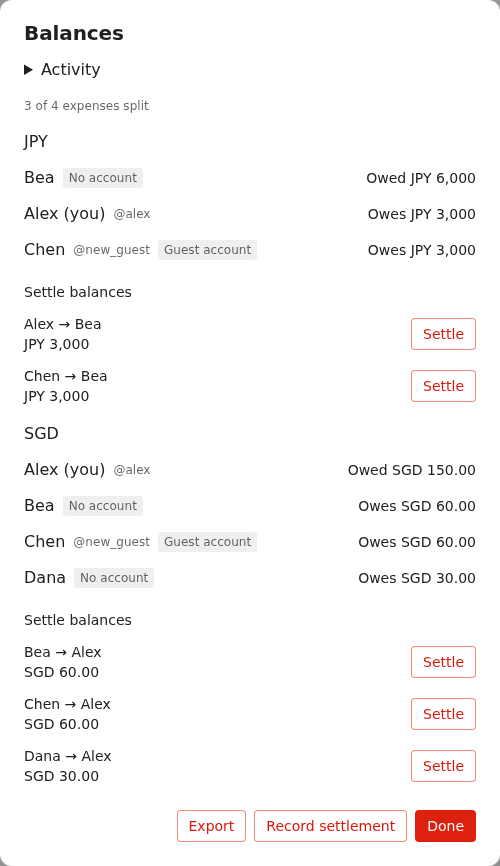 Balances
Activity
3 of 4 expenses split
JPY
Bea No account Owed JPY 6,000
Alex (you) @alex Owes JPY 3,000
Chen @new_guest Guest account Owes JPY 3,000
Settle balances
Alex → Bea
JPY 3,000
Settle
Chen → Bea
JPY 3,000
Settle
SGD
Alex (you) @alex Owed SGD 150.00
Bea No account Owes SGD 60.00
Chen @new_guest Guest account Owes SGD 60.00
Dana No account Owes SGD 30.00
Settle balances
Bea → Alex
SGD 60.00
Settle
Chen → Alex
SGD 60.00
Settle
Dana → Alex
SGD 30.00
Settle
Export Record settlement Done